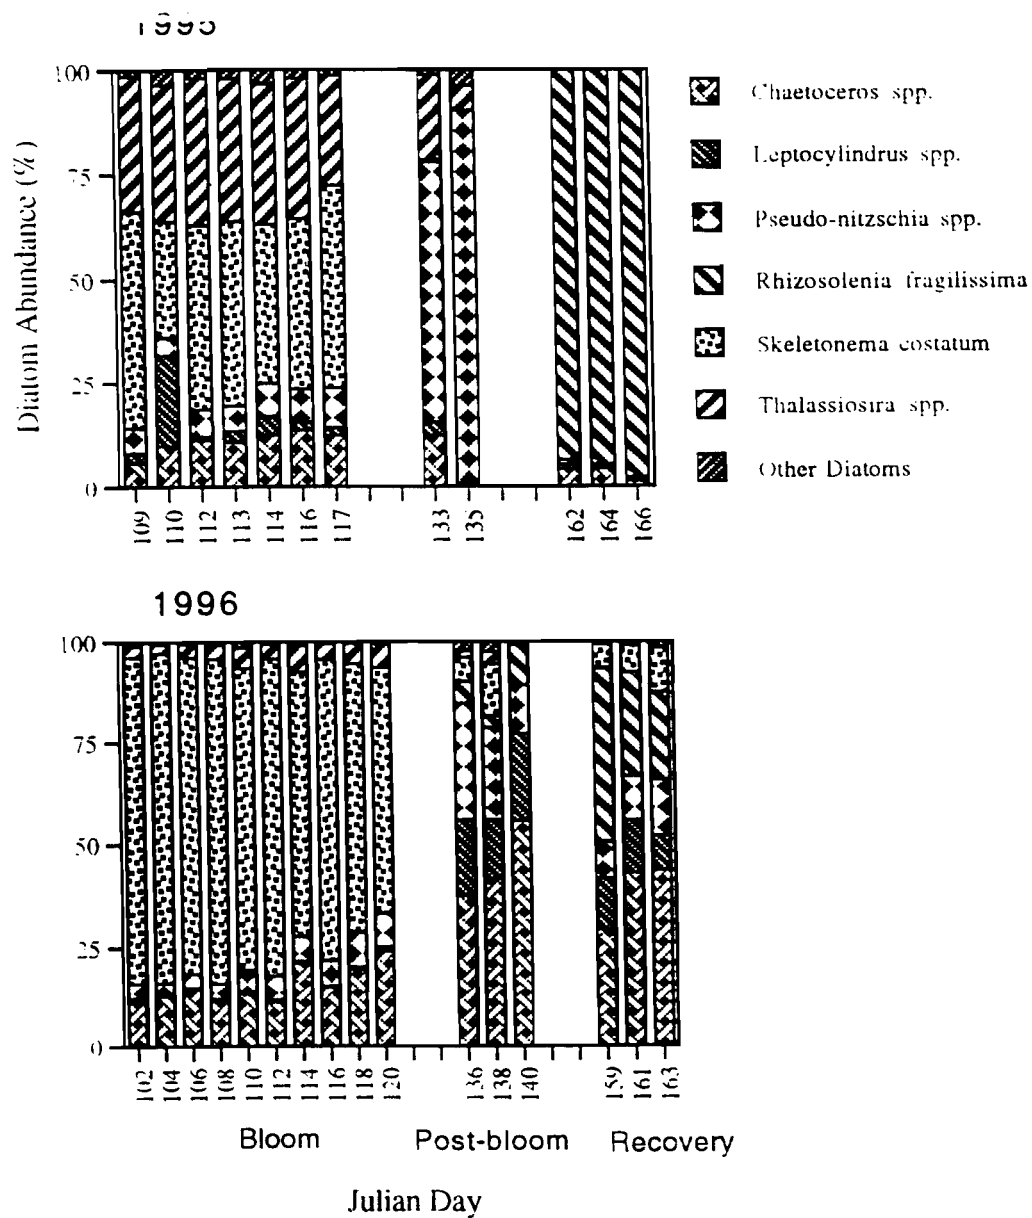 1995
Diatom Abundance (%)
100
75
50
25
0
109 110 112 113 114 116 117 133 135 162 164 166
Chaetoceros spp.
Leptocylindrus spp.
Pseudo-nitzschia spp.
Rhizosolenia fragilissima
Skeletonema costatum
Thalassiosira spp.
Other Diatoms
1996
100
75
50
25
0
102 104 106 108 110 112 114 116 118 120 136 138 140 159 161 163
Bloom Post-bloom Recovery
Julian Day